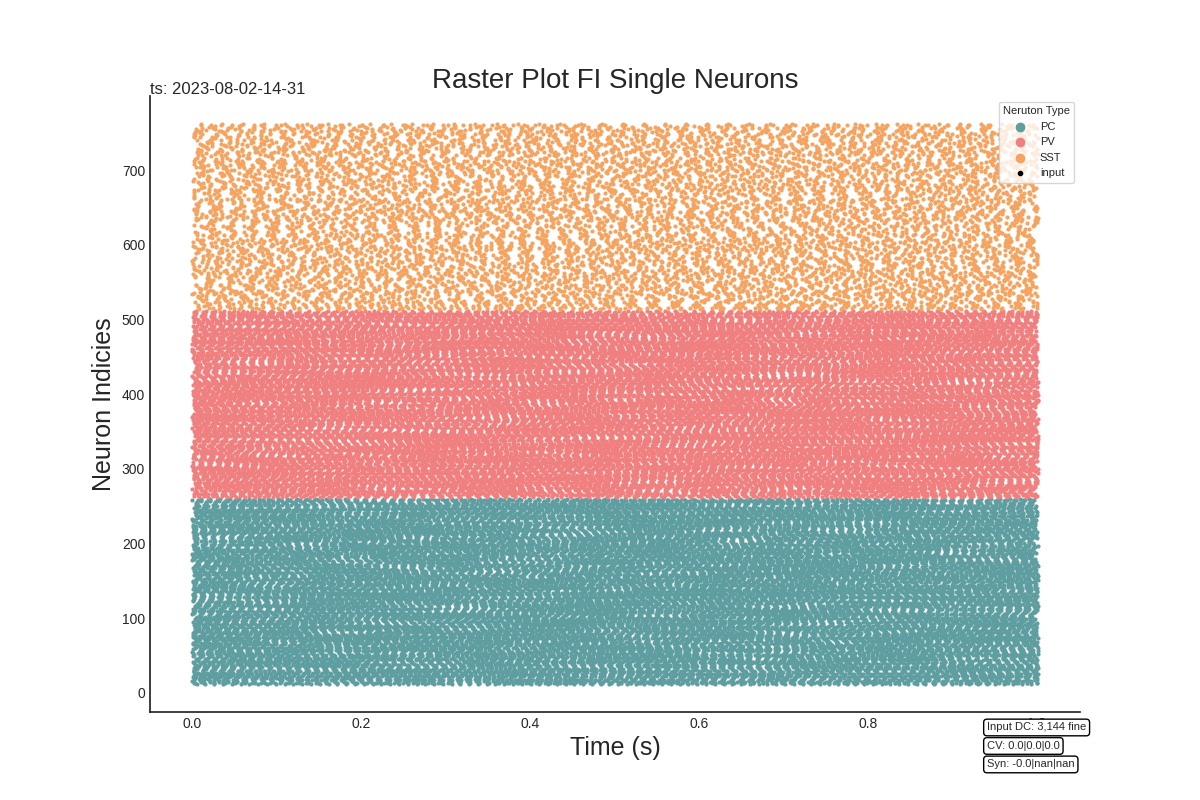 Raster Plot FI Single Neurons
ts: 2023-08-02-14-31
Neruton Type
PC
PV
SST
input
Neuron Indicies
700
600
500
400
300
200
100
0
0.0 0.2 0.4 0.6 0.8
Time (s)
Input DC: 3,144 fine
CV: 0.0|0.0|0.0
Syn: -0.0|nan|nan